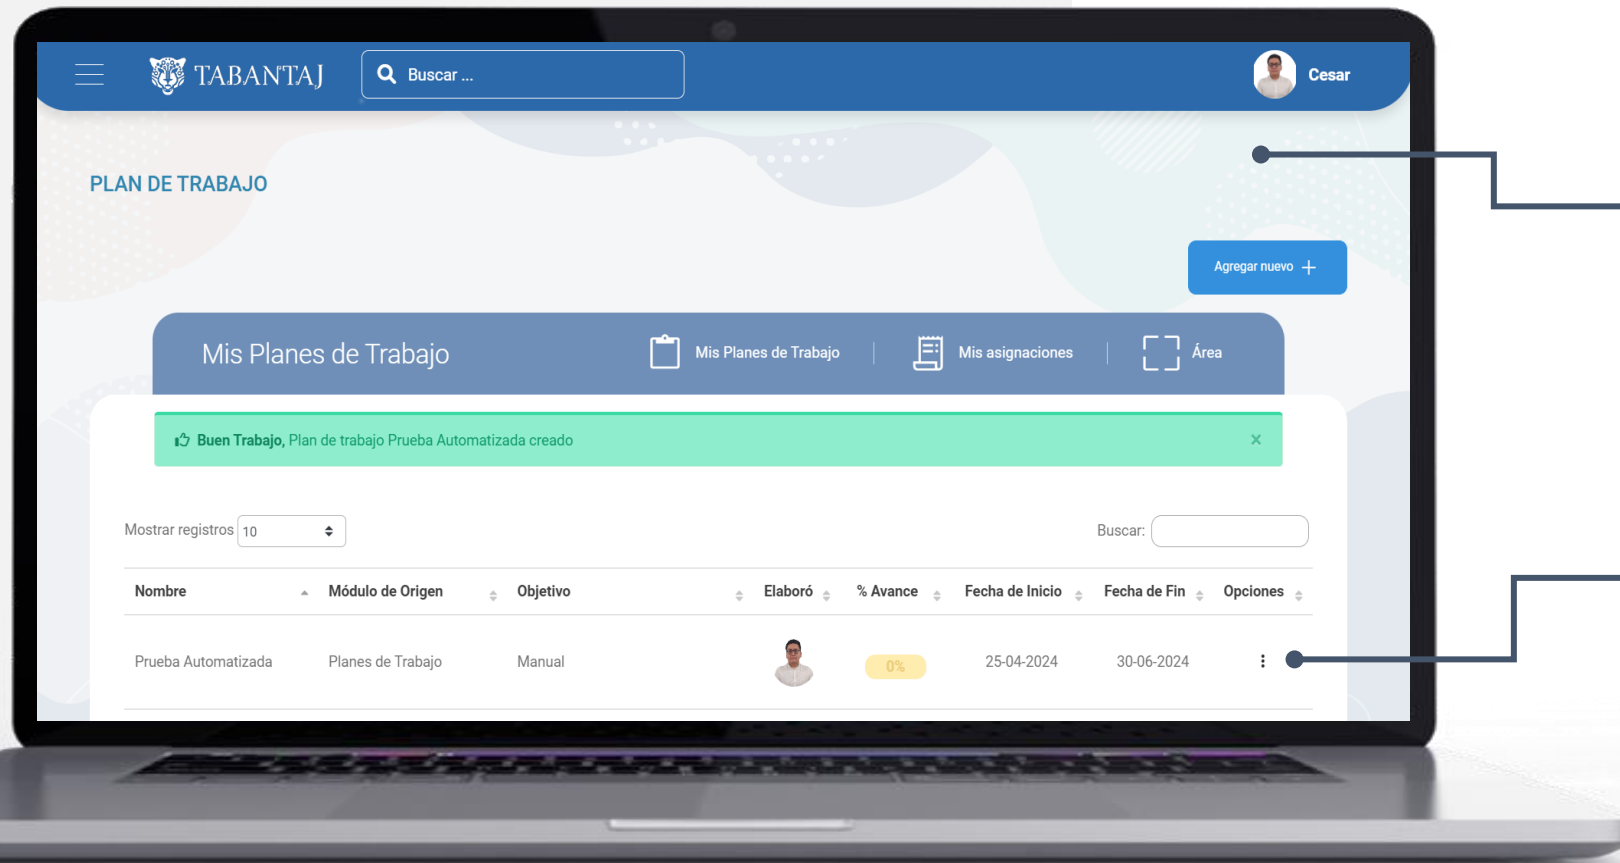 TABANTAJ
Buscar ...
Cesar
PLAN DE TRABAJO
Agregar nuevo +
Mis Planes de Trabajo
Mis Planes de Trabajo
Mis asignaciones
Área
Buen Trabajo, Plan de trabajo Prueba Automatizada creado ×
Mostrar registros 10
Buscar:
Nombre Módulo de Origen Objetivo Elaboró % Avance Fecha de Inicio Fecha de Fin Opciones
Prueba Automatizada Planes de Trabajo Manual 0% 25-04-2024 30-06-2024